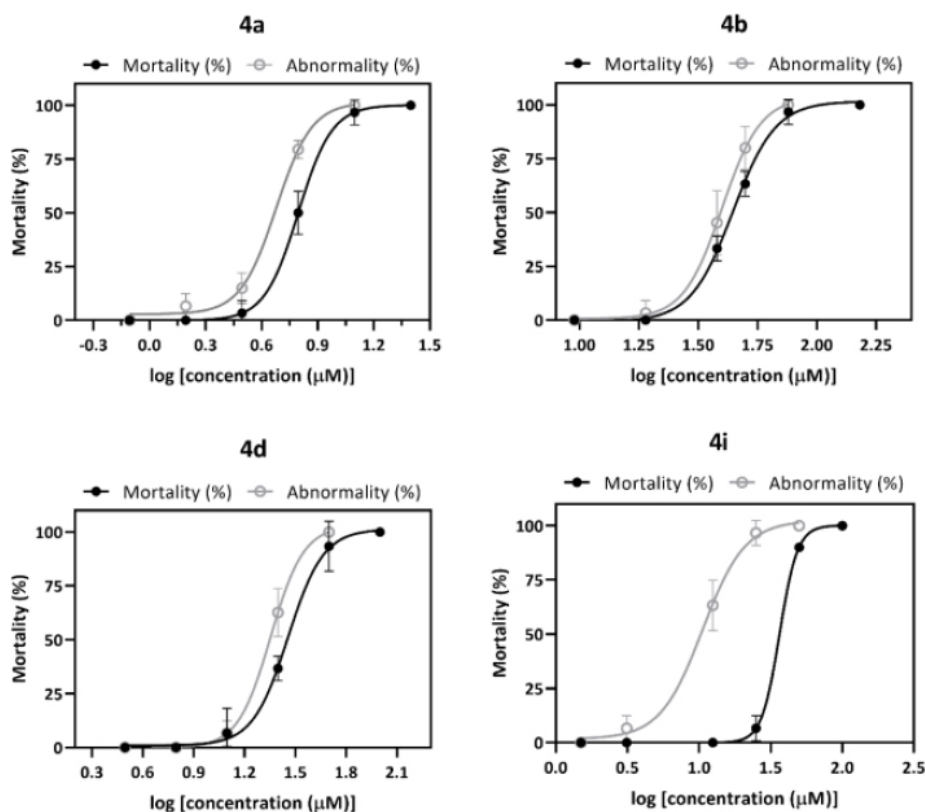 4a
Mortality (%) Abnormality (%)
Mortality (%)
100
75
50
25
0
-0.3 0.0 0.3 0.6 0.9 1.2 1.5
log [concentration (μM)]
4b
Mortality (%) Abnormality (%)
Mortality (%)
100
75
50
25
0
1.00 1.25 1.50 1.75 2.00 2.25
log [concentration (μM)]
4d
Mortality (%) Abnormality (%)
Mortality (%)
100
75
50
25
0
0.3 0.6 0.9 1.2 1.5 1.8 2.1
log [concentration (μM)]
4i
Mortality (%) Abnormality (%)
Mortality (%)
100
75
50
25
0
0.0 0.5 1.0 1.5 2.0 2.5
log [concentration (μM)]